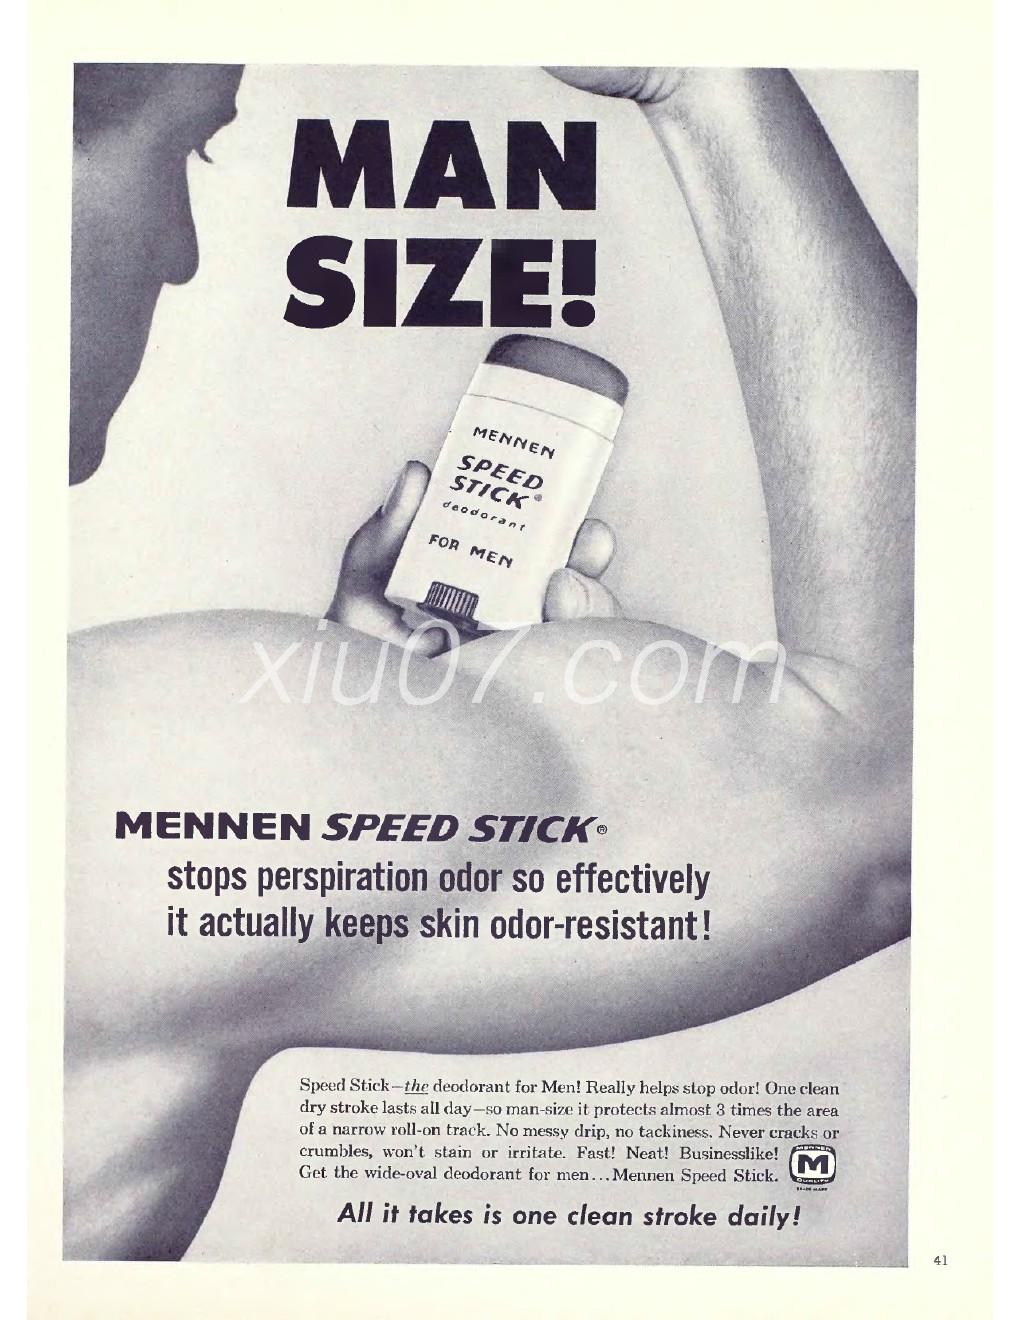 MAN
SIZE!
MENNEN
SPEED
STICK®
deodorant
FOR MEN
xiu07.com
MENNEN SPEED STICK®
stops perspiration odor so effectively
it actually keeps skin odor-resistant!
Speed Stick—the deodorant for Men! Really helps stop odor! One clean
dry stroke lasts all day—so man-size it protects almost 3 times the area
of a narrow roll-on track. No messy drip, no tackiness. Never cracks or
crumbles, won't stain or irritate. Fast! Neat! Businesslike!
Get the wide-oval deodorant for men...Mennen Speed Stick.
MENNEN
M
QUALITY
TRADE MARK
All it takes is one clean stroke daily!
41